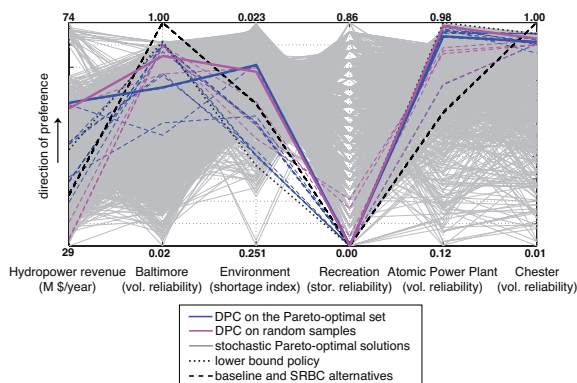 74 1.00 0.023 0.86 0.98 1.00
direction of preference
29 0.02 0.251 0.00 0.12 0.01
Hydropower revenue Baltimore Environment Recreation Atomic Power Plant Chester
(M $/year) (vol. reliability) (shortage index) (stor. reliability) (vol. reliability) (vol. reliability)
DPC on the Pareto-optimal set
DPC on random samples
stochastic Pareto-optimal solutions
lower bound policy
baseline and SRBC alternatives